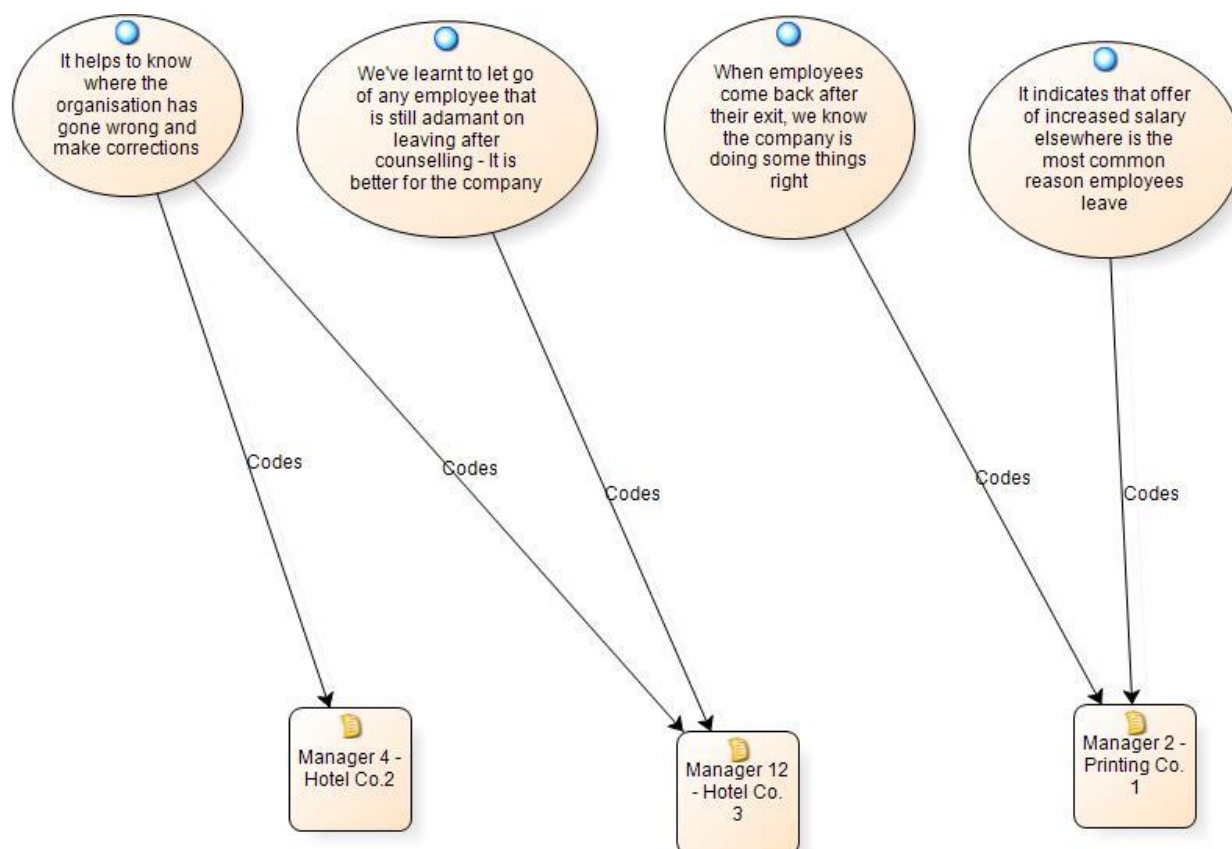 It helps to know
where the
organisation has
gone wrong and
make corrections
We've learnt to let go
of any employee that
is still adamant on
leaving after
counselling - It is
better for the company
When employees
come back after
their exit, we know
the company is
doing some things
right
It indicates that offer
of increased salary
elsewhere is the
most common
reason employees
leave
Codes
Codes
Codes
Codes
Codes
Manager 4 -
Hotel Co.2
Manager 12
- Hotel Co.
3
Manager 2 -
Printing Co.
1